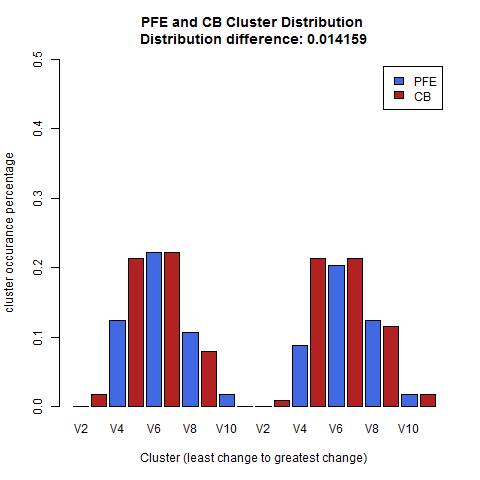 PFE and CB Cluster Distribution
Distribution difference: 0.014159
PFE
CB
cluster occurance percentage
0.5
0.4
0.3
0.2
0.1
0.0
V2 V4 V6 V8 V10 V2 V4 V6 V8 V10
Cluster (least change to greatest change)